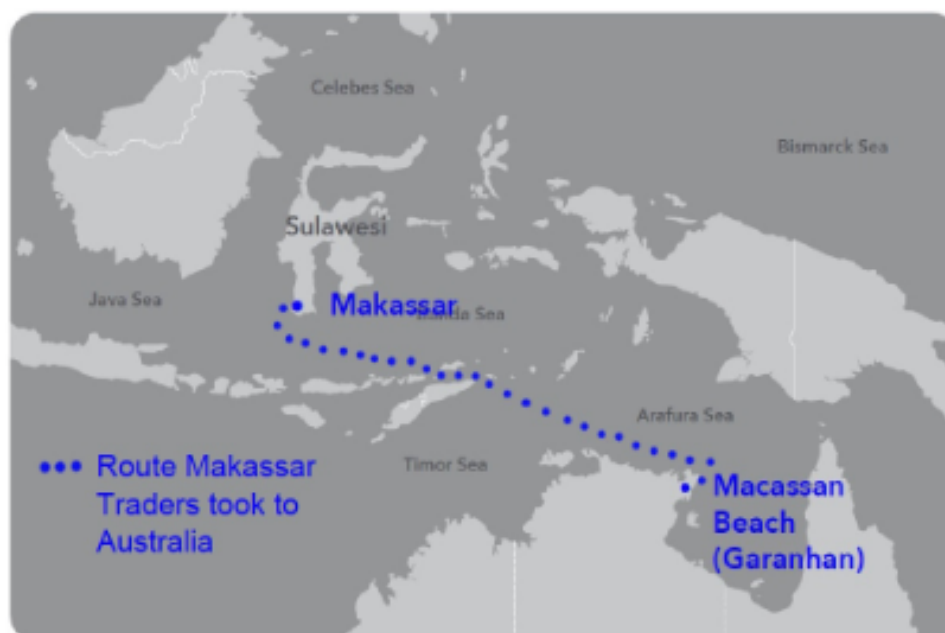 Celebes Sea
Bismarck Sea
Sulawesi
Java Sea
Makassar
Banda Sea
Arafura Sea
Timor Sea
Route Makassar
Traders took to
Australia
Macassan
Beach
(Garanhan)